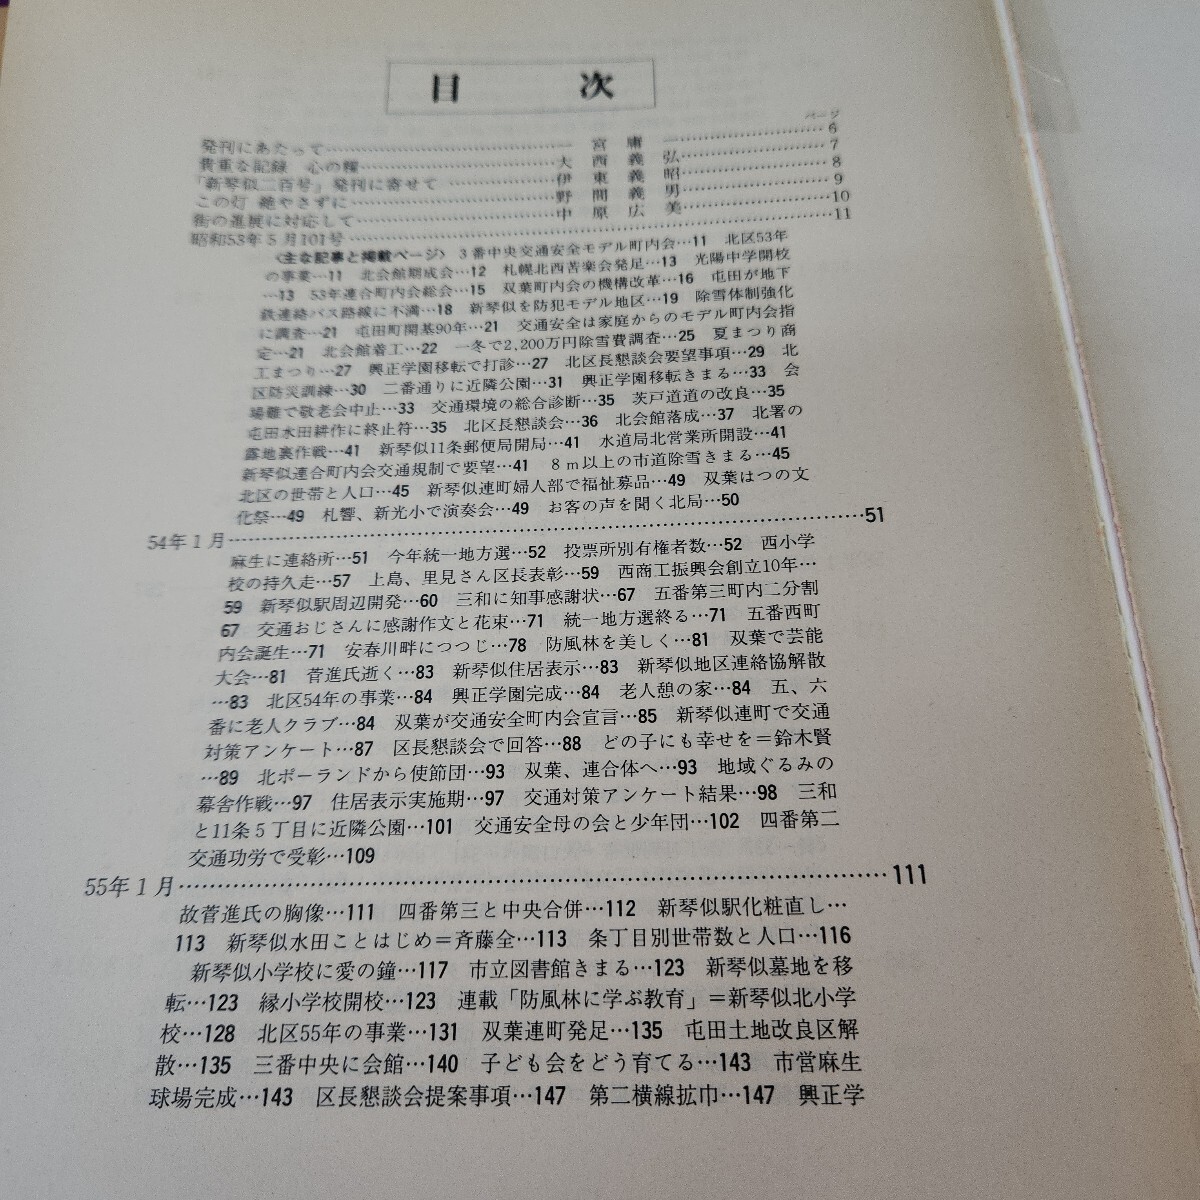 目次
ページ
発刊にあたって……………………一宮庸一……………………6
貴重な記録　心の糧……………………大西義弘……………………7
「新琴似二百号」発刊に寄せて……………………伊東義昭……………………8
この灯 絶やさずに……………………野間義男……………………9
街の進展に対応して……………………中原広美……………………10
昭和53年5月101号……………………11
〈主な記事と掲載ページ〉　3番中央交通安全モデル町内会…11　北区53年
の事業…11　北会館期成会…12　札幌北西苦楽会発足…13　光陽中学開校
…13　53年連合町内会総会…15　双葉町内会の機構改革…16　屯田が地下
鉄連絡バス路線に不満…18　新琴似を防犯モデル地区…19　除雪体制強化
に調査…21　屯田町開基90年…21　交通安全は家庭からのモデル町内会指
定…21　北会館着工…22　一冬で2,200万円除雪費調査…25　夏まつり商
工まつり…27　興正学園移転で打診…27　北区長懇談会要望事項…29　北
区防災訓練…30　二番通りに近隣公園…31　興正学園移転きまる…33　会
場難で敬老会中止…33　交通環境の総合診断…35　茨戸道道の改良…35
屯田水田耕作に終止符…35　北区長懇談会…36　北会館落成…37　北署の
露地裏作戦…41　新琴似11条郵便局開局…41　水道局北営業所開設…41
新琴似連合町内会交通規制で要望…41　8m以上の市道除雪きまる…45
北区の世帯と人口…45　新琴似連町婦人部で福祉募品…49　双葉はつの文
化祭…49　札響、新光小で演奏会…49　お客の声を聞く北局…50
54年1月……………………51
麻生に連絡所…51　今年統一地方選…52　投票所別有権者数…52　西小学
校の持久走…57　上島、里見さん区長表彰…59　西商工振興会創立10年…
59　新琴似駅周辺開発…60　三和に知事感謝状…67　五番第三町内二分割
67　交通おじさんに感謝作文と花束…71　統一地方選終る…71　五番西町
内会誕生…71　安春川畔につつじ…78　防風林を美しく…81　双葉で芸能
大会…81　菅進氏逝く…83　新琴似住居表示…83　新琴似地区連絡協解散
…83　北区54年の事業…84　興正学園完成…84　老人憩の家…84　五、六
番に老人クラブ…84　双葉が交通安全町内会宣言…85　新琴似連町で交通
対策アンケート…87　区長懇談会で回答…88　どの子にも幸せを＝鈴木賢
…89　北ポーランドから使節団…93　双葉、連合体へ…93　地域ぐるみの
幕舎作戦…97　住居表示実施期…97　交通対策アンケート結果…98　三和
と11条5丁目に近隣公園…101　交通安全母の会と少年団…102　四番第二
交通功労で受彰…109
55年1月……………………111
故菅進氏の胸像…111　四番第三と中央合併…112　新琴似駅化粧直し…
113　新琴似水田ことはじめ＝斉藤全…113　条丁目別世帯数と人口…116
新琴似小学校に愛の鐘…117　市立図書館きまる…123　新琴似墓地を移
転…123　緑小学校開校…123　連載「防風林に学ぶ教育」＝新琴似北小学
校…128　北区55年の事業…131　双葉連町発足…135　屯田土地改良区解
散…135　三番中央に会館…140　子ども会をどう育てる…143　市営麻生
球場完成…143　区長懇談会提案事項…147　第二横線拡巾…147　興正学